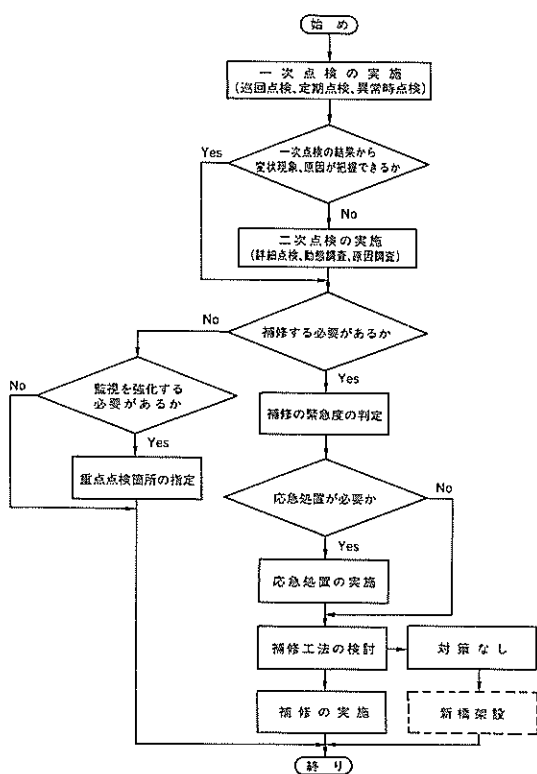 始め
一次点検の実施
(巡回点検、定期点検、異常時点検)
一次点検の結果から
変状現象、原因が把握できるか
Yes
No
二次点検の実施
(詳細点検、動態調査、原因調査)
補修する必要があるか
No
Yes
監視を強化する
必要があるか
No
Yes
重点点検箇所の指定
補修の緊急度の判定
応急処置が必要か
No
Yes
応急処置の実施
補修工法の検討
対策なし
補修の実施
新橋架設
終り